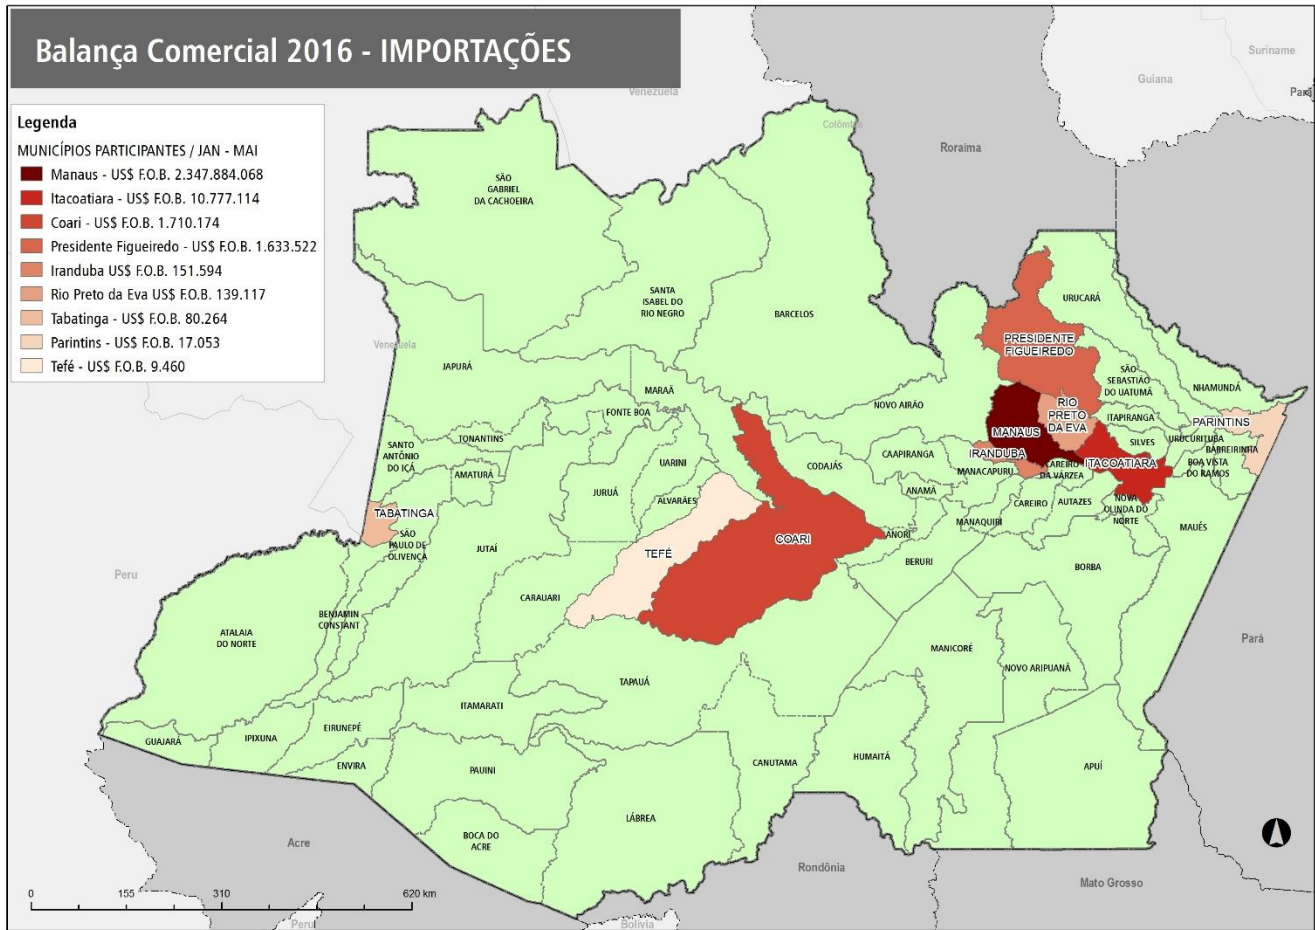 Balança Comercial 2016 - IMPORTAÇÕES
Legenda
MUNICÍPIOS PARTICIPANTES / JAN - MAI
Manaus - US$ F.O.B. 2.347.884.068
Itacoatiara - US$ F.O.B. 10.777.114
Coari - US$ F.O.B. 1.710.174
Presidente Figueiredo - US$ F.O.B. 1.633.522
Iranduba US$ F.O.B. 151.594
Rio Preto da Eva US$ F.O.B. 139.117
Tabatinga - US$ F.O.B. 80.264
Parintins - US$ F.O.B. 17.053
Tefé - US$ F.O.B. 9.460
Suriname
Guiana
Pará
Venezuela
Colômbia
Roraima
SÃO
GABRIEL
DA CACHOEIRA
SANTA
ISABEL DO
RIO NEGRO
BARCELOS
URUCARÁ
PRESIDENTE
FIGUEIREDO
Venezuela
JAPURÁ
MARAÃ
SÃO
SEBASTIÃO
DO UATUMÃ
NHAMUNDÁ
NOVO AIRÃO
RIO
PRETO
DA EVA
FONTE BOA
ITAPIRANGA
PARINTINS
MANAUS
TONANTINS
SANTO
ANTÔNIO
DO IÇÁ
SILVES
URUCURITUBA
BARREIRINHA
IRANDUBA
CAAPIRANGA
UARINI
CODAJÁS
CAREIRO
DA VÁRZEA
ITACOATIARA
BOA VISTA
DO RAMOS
MANACAPURU
AMATURÁ
JURUÁ
ALVARÃES
ANAMÃ
CAREIRO
AUTAZES
NOVA
OLINDA DO
NORTE
TABATINGA
MANAQUIRI
MAUÉS
SÃO
PAULO DE
OLIVENÇA
JUTAÍ
TEFÉ
COARI
ANORI
BERURI
BORBA
Peru
CARAUARI
BENJAMIN
CONSTANT
ATALAIA
DO NORTE
Pará
MANICORÉ
NOVO ARIPUANÃ
TAPAUÁ
ITAMARATI
EIRUNEPÉ
IPIXUNA
GUAJARÁ
ENVIRA
PAUINI
CANUTAMA
HUMAITÁ
APUÍ
LÁBREA
BOCA DO
ACRE
Acre
Rondônia
Mato Grosso
0 155 310 620 km
Peru
Bolívia